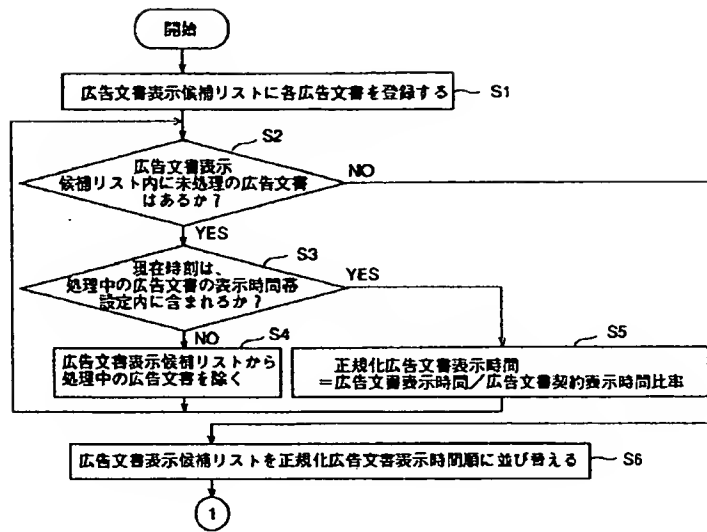 開始
広告文書表示候補リストに各広告文書を登録する
S1
S2
広告文書表示
候補リスト内に未処理の広告文書
はあるか？
NO
YES
S3
現在時刻は、
処理中の広告文書の表示時間帯
設定内に含まれるか？
YES
NO
S4
広告文書表示候補リストから
処理中の広告文書を除く
S5
正規化広告文書表示時間
＝広告文書表示時間／広告文書契約表示時間比率
広告文書表示候補リストを正規化広告文書表示時間順に並び替える
S6
1